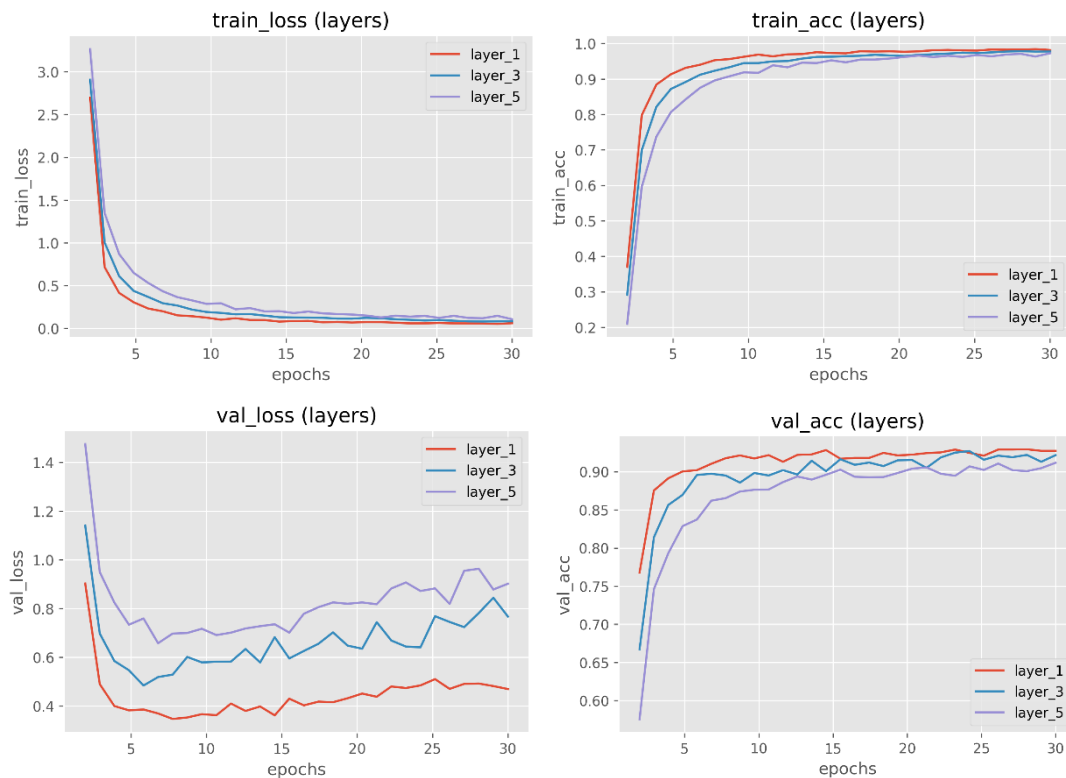 train_loss (layers)
3.0
2.5
2.0
1.5
1.0
0.5
0.0
train_loss
layer_1
layer_3
layer_5
5 10 15 20 25 30
epochs
train_acc (layers)
1.0
0.9
0.8
0.7
0.6
0.5
0.4
0.3
0.2
train_acc
layer_1
layer_3
layer_5
5 10 15 20 25 30
epochs
val_loss (layers)
1.4
1.2
1.0
0.8
0.6
0.4
val_loss
layer_1
layer_3
layer_5
5 10 15 20 25 30
epochs
val_acc (layers)
0.90
0.85
0.80
0.75
0.70
0.65
0.60
val_acc
layer_1
layer_3
layer_5
5 10 15 20 25 30
epochs